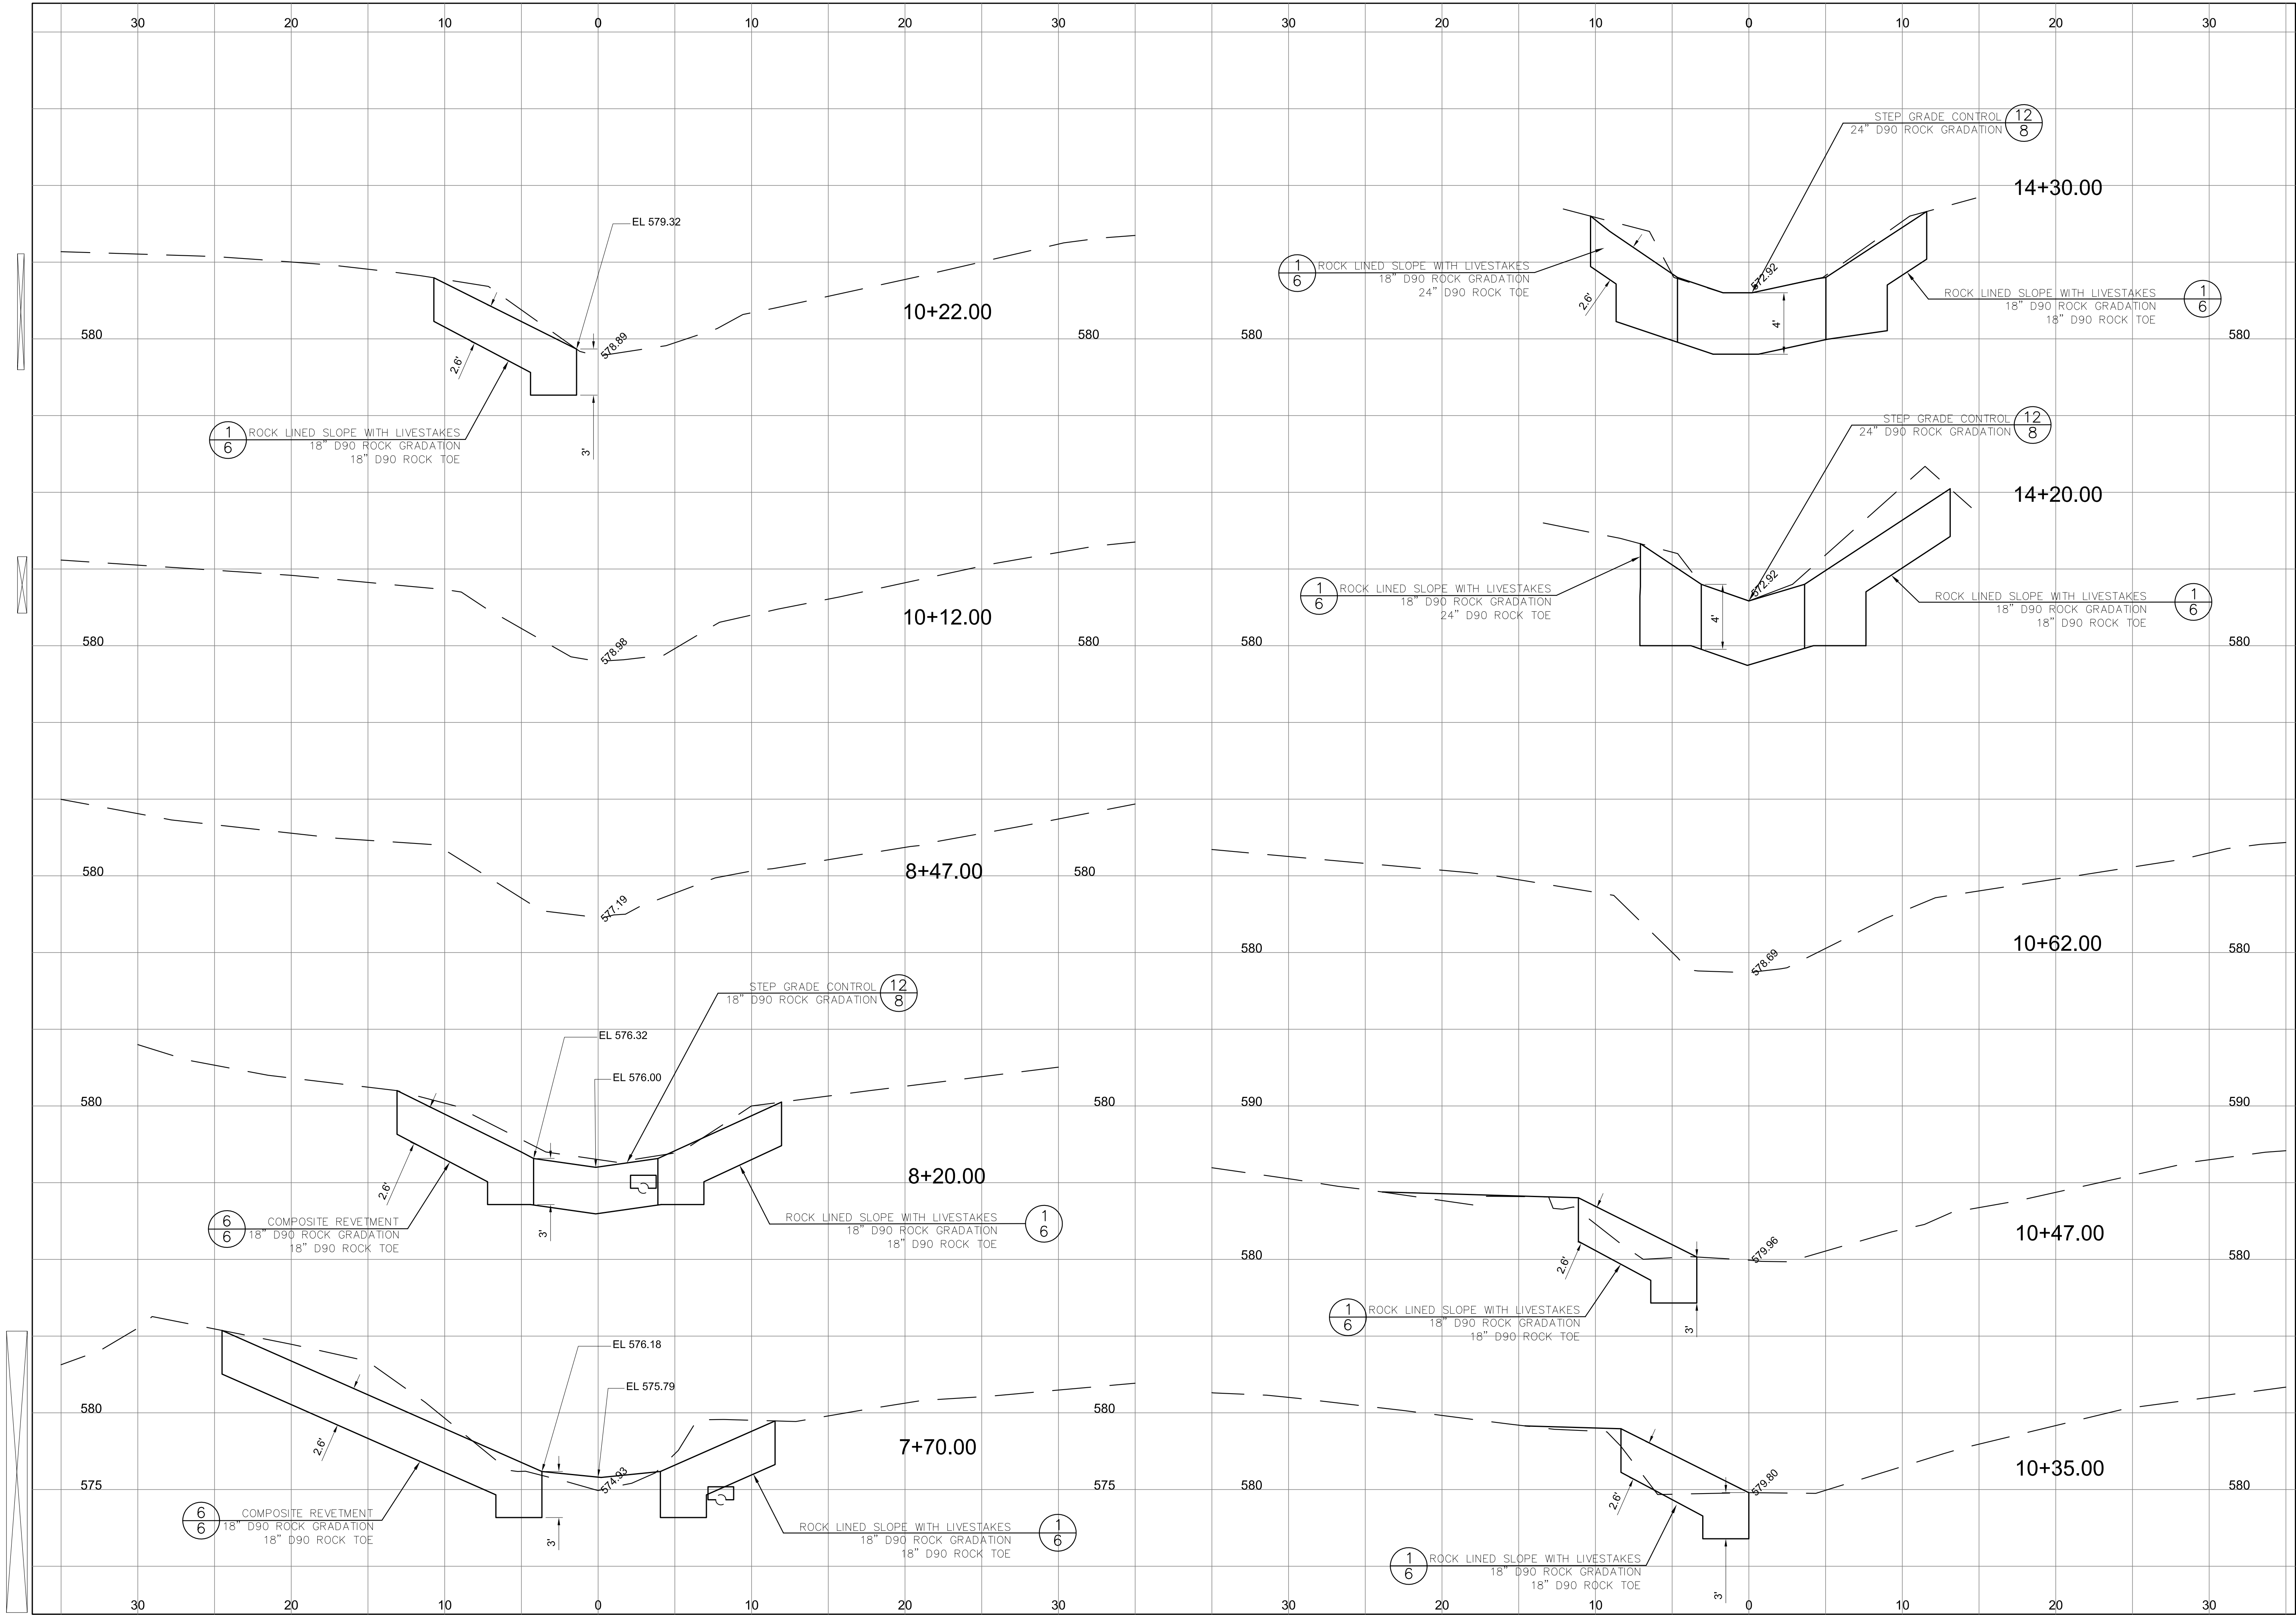 30 20 10 0 10 20 30 30 20 10 0 10 20 30
EL 579.32
10+22.00
580 580
578.89
2.6'
3'
1
6
ROCK LINED SLOPE WITH LIVESTAKES
18" D90 ROCK GRADATION
18" D90 ROCK TOE
10+12.00
580 580
578.98
8+47.00
580 580
577.19
STEP GRADE CONTROL
18" D90 ROCK GRADATION
12
8
EL 576.32
EL 576.00
580 580
8+20.00
2.6'
3'
6
6
COMPOSITE REVETMENT
18" D90 ROCK GRADATION
18" D90 ROCK TOE
ROCK LINED SLOPE WITH LIVESTAKES
18" D90 ROCK GRADATION
18" D90 ROCK TOE
1
6
EL 576.18
EL 575.79
580 580
7+70.00
2.6'
574.93
575 575
3'
6
6
COMPOSITE REVETMENT
18" D90 ROCK GRADATION
18" D90 ROCK TOE
ROCK LINED SLOPE WITH LIVESTAKES
18" D90 ROCK GRADATION
18" D90 ROCK TOE
1
6
STEP GRADE CONTROL
24" D90 ROCK GRADATION
12
8
14+30.00
1
6
ROCK LINED SLOPE WITH LIVESTAKES
18" D90 ROCK GRADATION
24" D90 ROCK TOE
572.92
2.6'
4'
ROCK LINED SLOPE WITH LIVESTAKES
18" D90 ROCK GRADATION
18" D90 ROCK TOE
1
6
580 580
STEP GRADE CONTROL
24" D90 ROCK GRADATION
12
8
14+20.00
1
6
ROCK LINED SLOPE WITH LIVESTAKES
18" D90 ROCK GRADATION
24" D90 ROCK TOE
572.92
4'
ROCK LINED SLOPE WITH LIVESTAKES
18" D90 ROCK GRADATION
18" D90 ROCK TOE
1
6
580 580
10+62.00
580 580
578.69
590 590
10+47.00
579.96
580 580
2.6'
3'
1
6
ROCK LINED SLOPE WITH LIVESTAKES
18" D90 ROCK GRADATION
18" D90 ROCK TOE
10+35.00
579.80
580 580
2.6'
3'
1
6
ROCK LINED SLOPE WITH LIVESTAKES
18" D90 ROCK GRADATION
18" D90 ROCK TOE
30 20 10 0 10 20 30 30 20 10 0 10 20 30